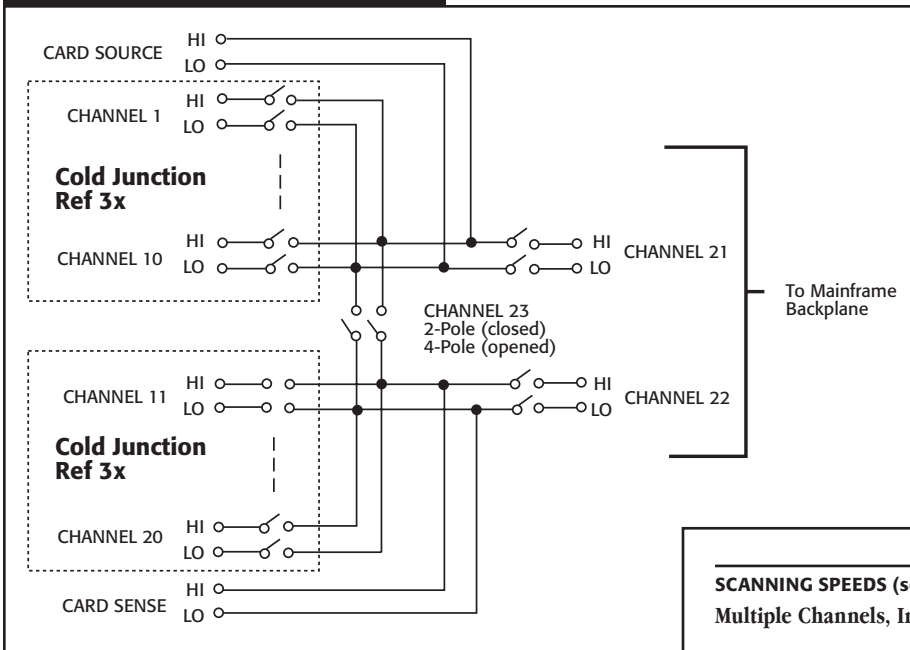 CARD SOURCE
HI
LO
CHANNEL 1
HI
LO
Cold Junction
Ref 3x
CHANNEL 10
HI
LO
HI
LO
CHANNEL 21
CHANNEL 23
2-Pole (closed)
4-Pole (opened)
To Mainframe
Backplane
CHANNEL 11
HI
LO
HI
LO
CHANNEL 22
Cold Junction
Ref 3x
CHANNEL 20
HI
LO
CARD SENSE
HI
LO
SCANNING SPEEDS (s
Multiple Channels, I